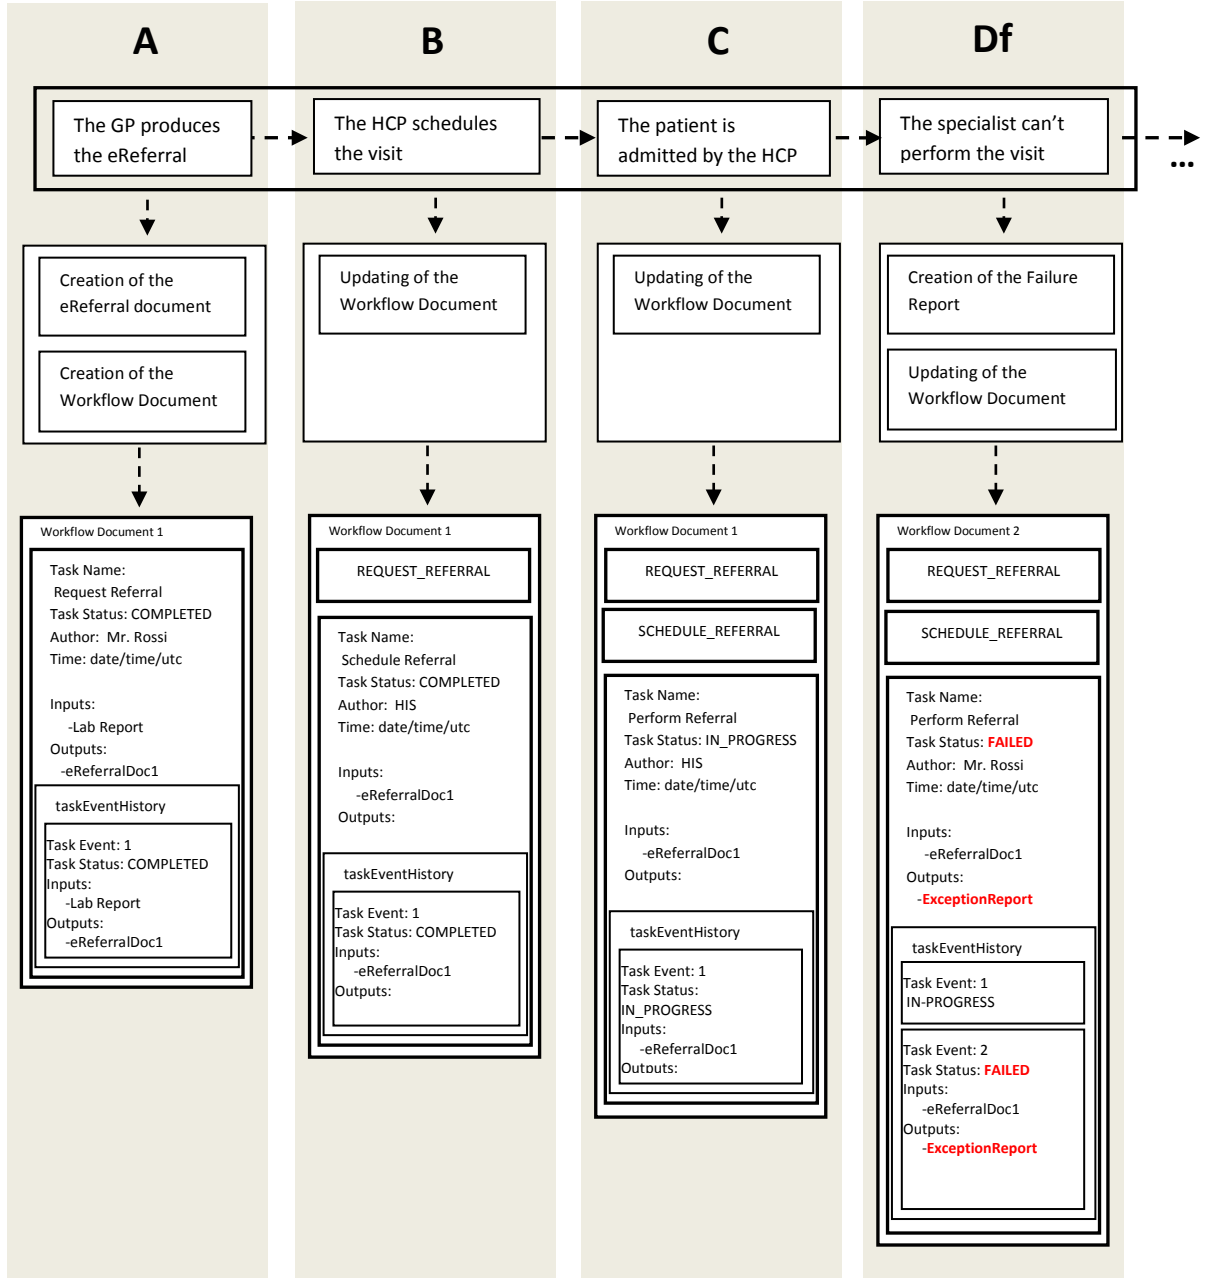 A
B
C
Df
The GP produces
the eReferral
The HCP schedules
the visit
The patient is
admitted by the HCP
The specialist can’t
perform the visit
...
Creation of the
eReferral document
Creation of the
Workflow Document
Updating of the
Workflow Document
Updating of the
Workflow Document
Creation of the Failure
Report
Updating of the
Workflow Document
Workflow Document 1
Task Name:
Request Referral
Task Status: COMPLETED
Author: Mr. Rossi
Time: date/time/utc
Inputs:
-Lab Report
Outputs:
-eReferralDoc1
taskEventHistory
Task Event: 1
Task Status: COMPLETED
Inputs:
-Lab Report
Outputs:
-eReferralDoc1
Workflow Document 1
REQUEST_REFERRAL
Task Name:
Schedule Referral
Task Status: COMPLETED
Author: HIS
Time: date/time/utc
Inputs:
-eReferralDoc1
Outputs:
taskEventHistory
Task Event: 1
Task Status: COMPLETED
Inputs:
-eReferralDoc1
Outputs:
Workflow Document 1
REQUEST_REFERRAL
SCHEDULE_REFERRAL
Task Name:
Perform Referral
Task Status: IN_PROGRESS
Author: HIS
Time: date/time/utc
Inputs:
-eReferralDoc1
Outputs:
taskEventHistory
Task Event: 1
Task Status:
IN_PROGRESS
Inputs:
-eReferralDoc1
Outputs:
Workflow Document 2
REQUEST_REFERRAL
SCHEDULE_REFERRAL
Task Name:
Perform Referral
Task Status: FAILED
Author: Mr. Rossi
Time: date/time/utc
Inputs:
-eReferralDoc1
Outputs:
-ExceptionReport
taskEventHistory
Task Event: 1
IN-PROGRESS
Task Event: 2
Task Status: FAILED
Inputs:
-eReferralDoc1
Outputs:
-ExceptionReport